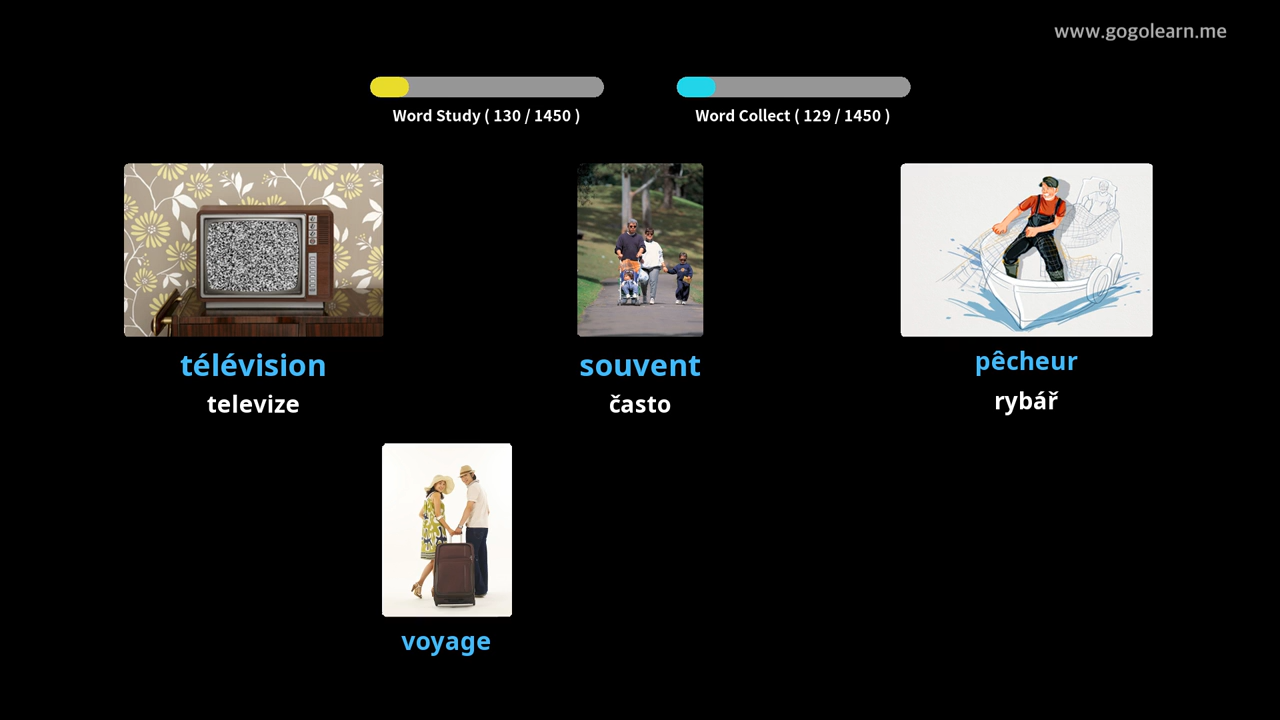 www.gogolearn.me
Word Study ( 130 / 1450 )
Word Collect ( 129 / 1450 )
télévision
souvent
pêcheur
televize
často
rybář
voyage